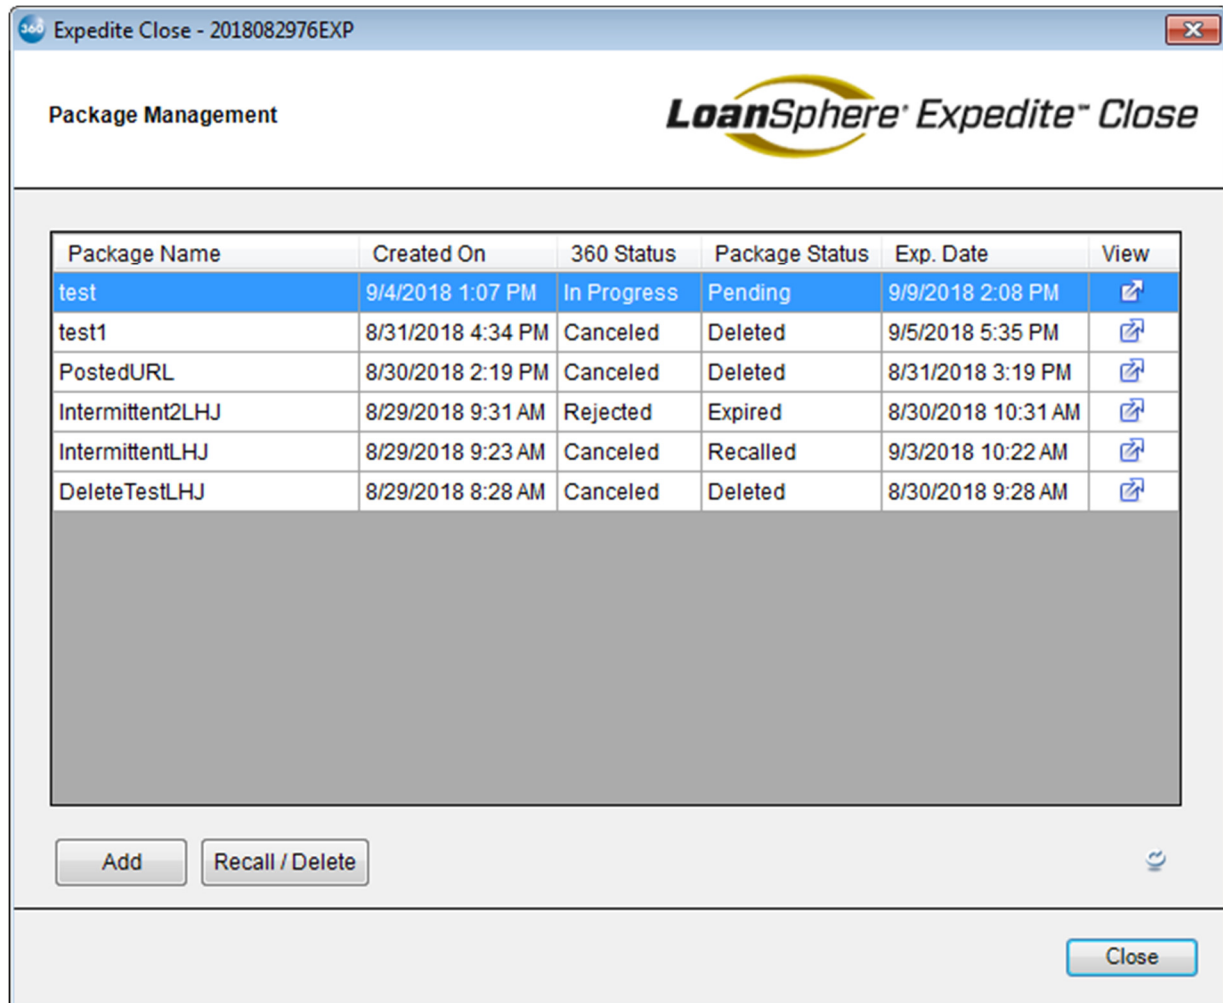 360 Expedite Close - 2018082976EXP
Package Management
LoanSphere® Expedite™ Close
Package Name Created On 360 Status Package Status Exp. Date View
test 9/4/2018 1:07 PM In Progress Pending 9/9/2018 2:08 PM
test1 8/31/2018 4:34 PM Canceled Deleted 9/5/2018 5:35 PM
PostedURL 8/30/2018 2:19 PM Canceled Deleted 8/31/2018 3:19 PM
Intermittent2LHJ 8/29/2018 9:31 AM Rejected Expired 8/30/2018 10:31 AM
IntermittentLHJ 8/29/2018 9:23 AM Canceled Recalled 9/3/2018 10:22 AM
DeleteTestLHJ 8/29/2018 8:28 AM Canceled Deleted 8/30/2018 9:28 AM
Add Recall / Delete
Close